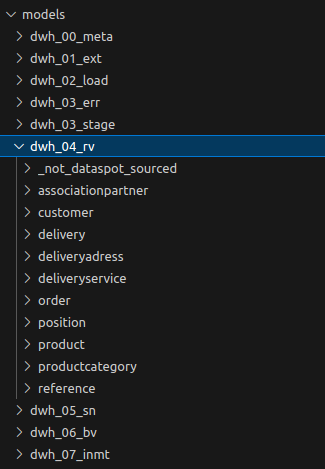 models
dwh_00_meta
dwh_01_ext
dwh_02_load
dwh_03_err
dwh_03_stage
dwh_04_rv
_not_dataspot_sourced
associationpartner
customer
delivery
deliveryadress
deliveryservice
order
position
product
productcategory
reference
dwh_05_sn
dwh_06_bv
dwh_07_inmt